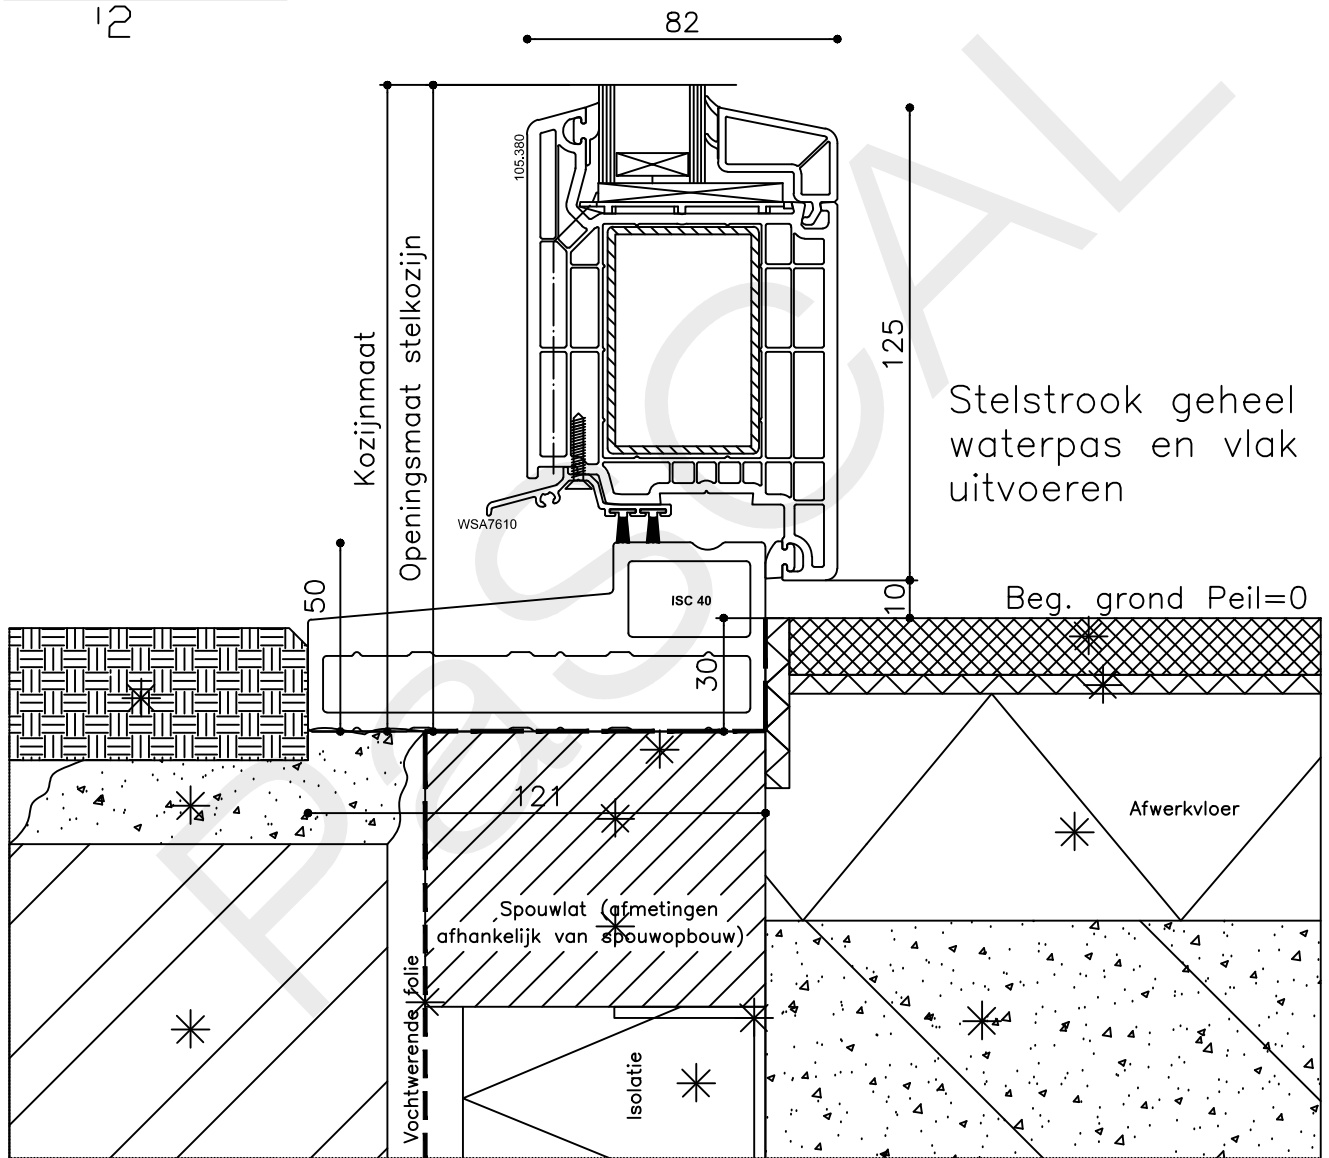 '2
82
105.380
Kozijnmaat
Openingsmaat stelkozijn
125
Stelstrook geheel
waterpas en vlak
uitvoeren
WSA7610
50
ISC 40
10
Beg. grond Peil=0
30
121
Afwerkvloer
Spouwlat (afmetingen
afhankelijk van spouwopbouw)
Vochtwerende folie
Isolatie
PaSCAL